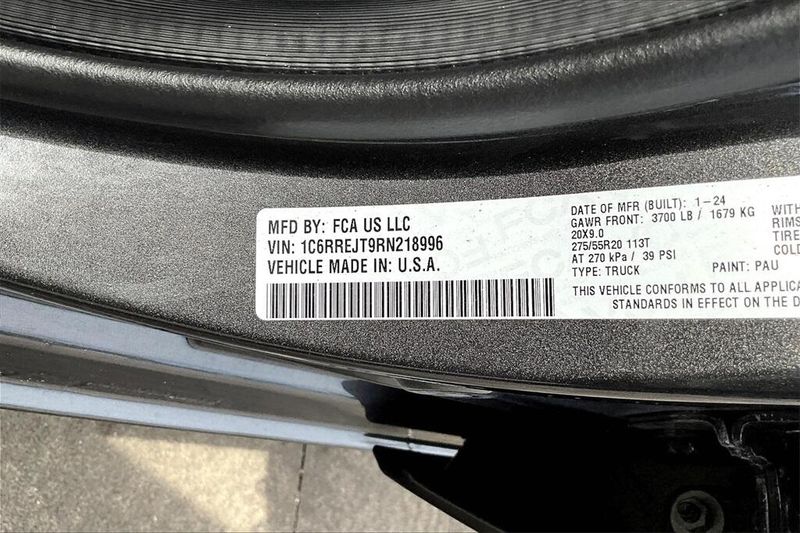 MFD BY: FCA US LLC
VIN: 1C6RREJT9RN218996
VEHICLE MADE IN: U.S.A.
DATE OF MFR (BUILT): 1-24
GAWR FRONT: 3700 LB / 1679 KG
20X9.0
275/55R20 113T
AT 270 kPa / 39 PSI
TYPE: TRUCK PAINT: PAU
THIS VEHICLE CONFORMS TO ALL APPLICA
STANDARDS IN EFFECT ON THE D
WITH
RIMS
TIRE
COLD